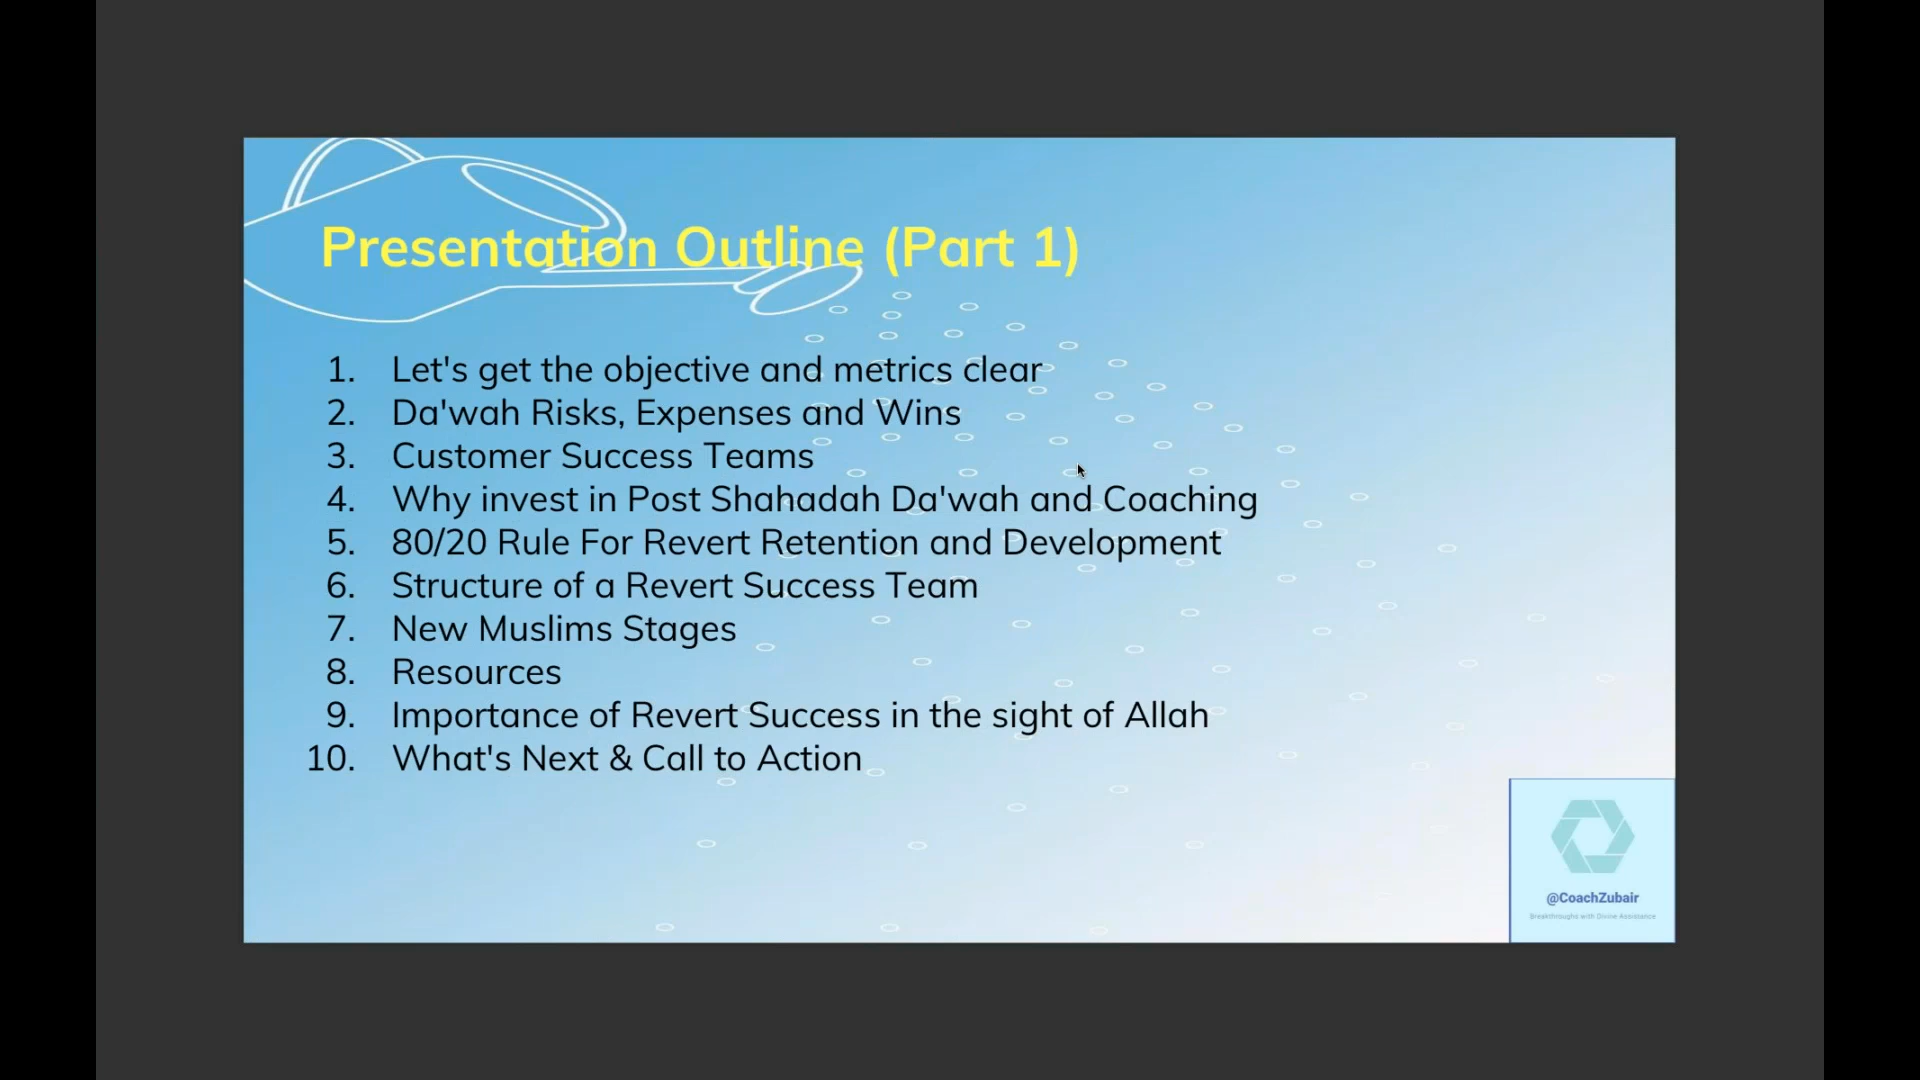 Presentation Outline (Part 1)
1. Let's get the objective and metrics clear
2. Da'wah Risks, Expenses and Wins
3. Customer Success Teams
4. Why invest in Post Shahadah Da'wah and Coaching
5. 80/20 Rule For Revert Retention and Development
6. Structure of a Revert Success Team
7. New Muslims Stages
8. Resources
9. Importance of Revert Success in the sight of Allah
10. What's Next & Call to Action
@CoachZubair
Breakthroughs with Divine Assistance